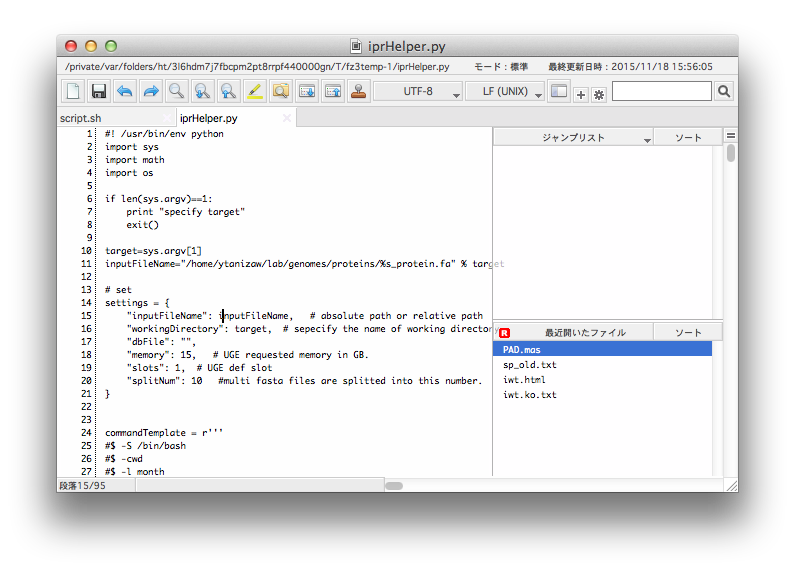 iprHelper.py
/private/var/folders/ht/3l6hdm7j7fbcpm2pt8rrpf440000gn/T/fz3temp-1/iprHelper.py モード：標準 最終更新日時：2015/11/18 15:56:05
UTF-8 LF (UNIX)
script.sh iprHelper.py
1 #! /usr/bin/env python
2 import sys
3 import math
4 import os
5
6 if len(sys.argv)==1:
7 print "specify target"
8 exit()
9
10 target=sys.argv[1]
11 inputFileName="/home/ytanizaw/lab/genomes/proteins/%s_protein.fa" % target
12
13 # set
14 settings = {
15 "inputFileName": inputFileName, # absolute path or relative path
16 "workingDirectory": target, # sepecify the name of working directory
17 "dbFile": "",
18 "memory": 15, # UGE requested memory in GB.
19 "slots": 1, # UGE def slot
20 "splitNum": 10 #multi fasta files are splitted into this number.
21 }
22
23
24 commandTemplate = r'''
25 #$ -S /bin/bash
26 #$ -cwd
27 #$ -l month
ジャンプリスト ソート
R 最近開いたファイル ソート
PAD.mas
sp_old.txt
iwt.html
iwt.ko.txt
段落15/95